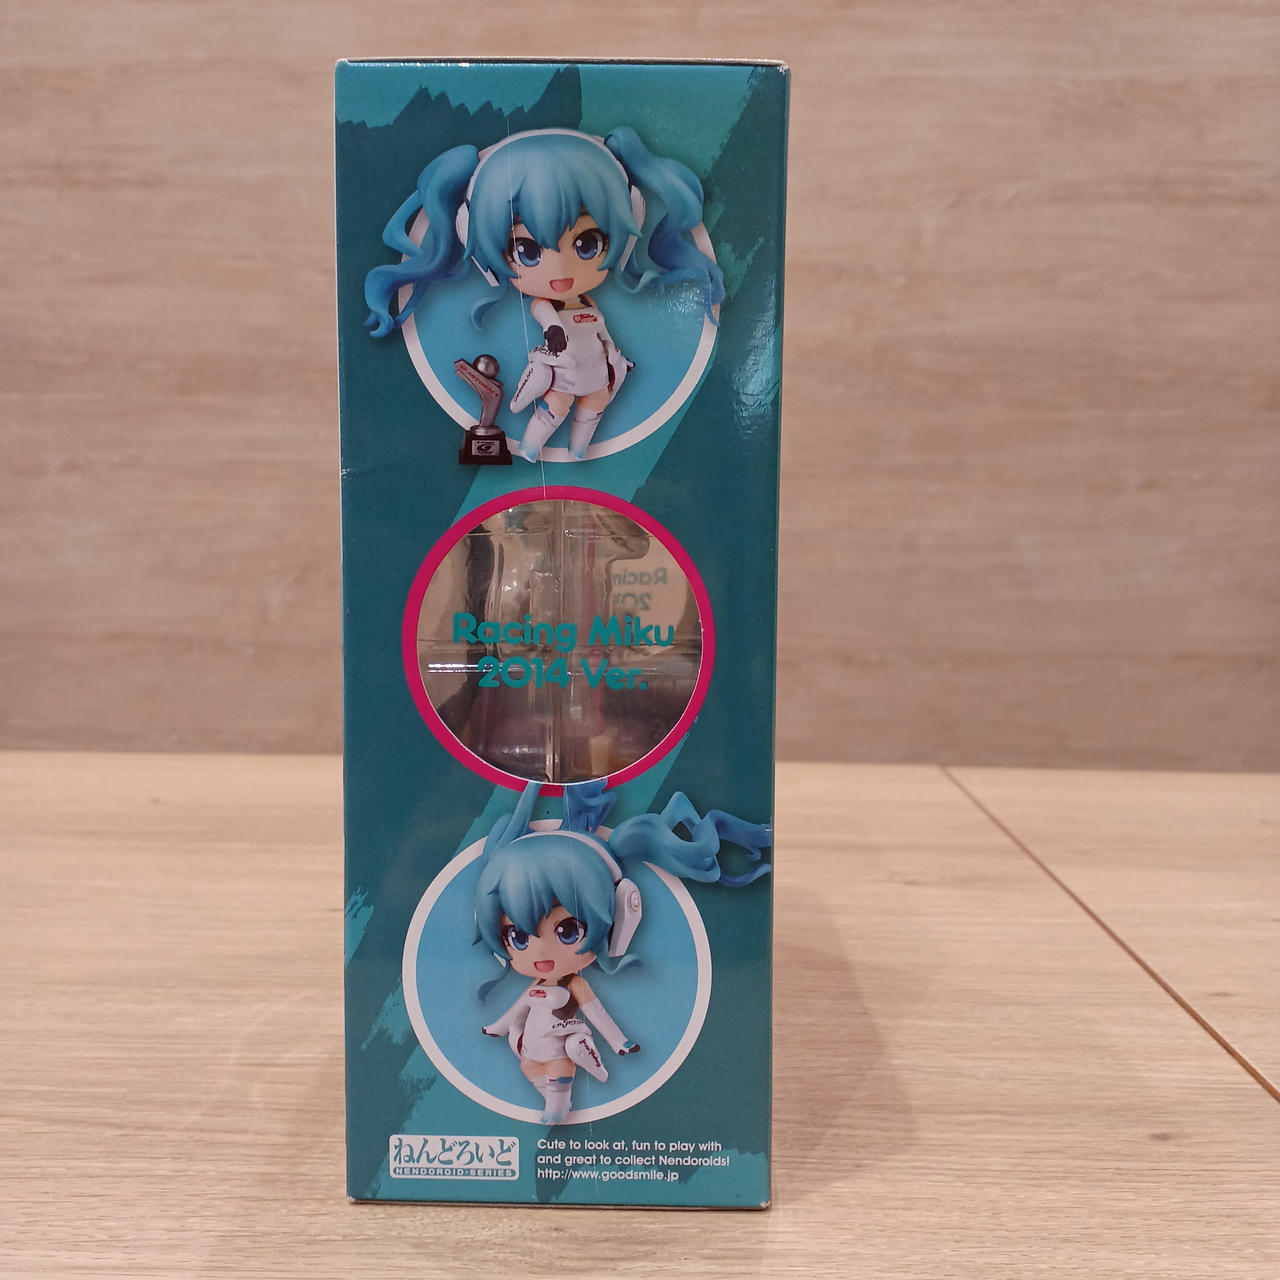 Racing Miku
2014 Ver.
ねんどろいど
NENDOROID・SERIES
Cute to look at, fun to play with
and great to collect Nendoroids!
http://www.goodsmile.jp